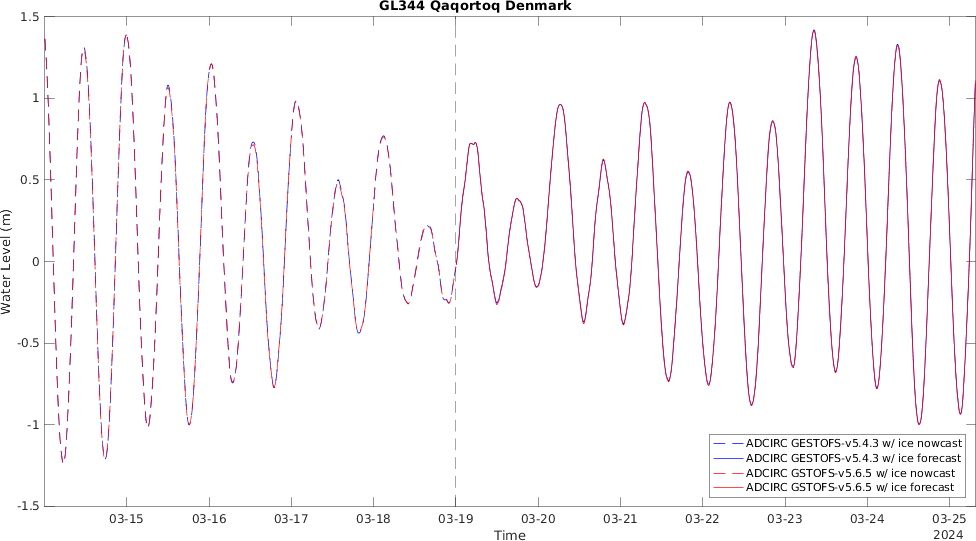 GL344 Qaqortoq Denmark
1.5
1
0.5
0
-0.5
-1
-1.5
Water Level (m)
03-15 03-16 03-17 03-18 03-19 03-20 03-21 03-22 03-23 03-24 03-25
2024
Time
ADCIRC GESTOFS-v5.4.3 w/ ice nowcast
ADCIRC GESTOFS-v5.4.3 w/ ice forecast
ADCIRC GSTOFS-v5.6.5 w/ ice nowcast
ADCIRC GSTOFS-v5.6.5 w/ ice forecast